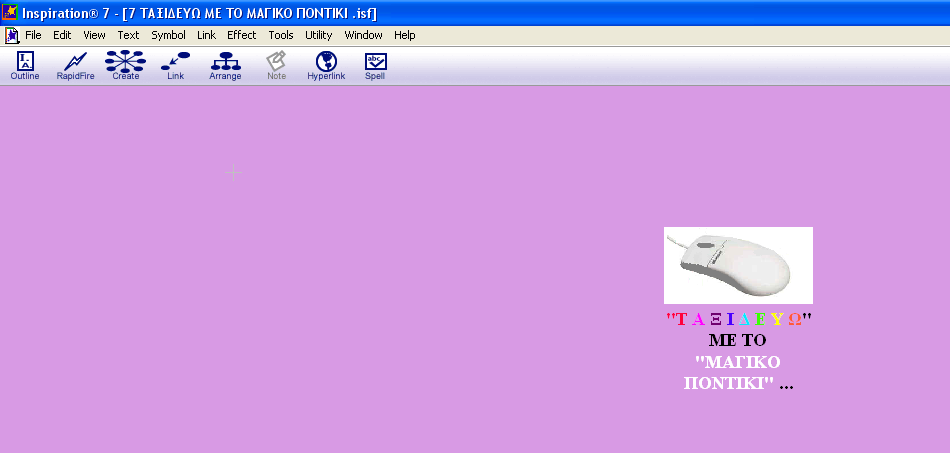 Inspiration® 7 - [7 ΤΑΞΙΔΕΥΩ ΜΕ ΤΟ ΜΑΓΙΚΟ ΠΟΝΤΙΚΙ .isf]
File Edit View Text Symbol Link Effect Tools Utility Window Help
Outline RapidFire Create Link Arrange Note Hyperlink Spell
"Τ Α Ξ Ι Δ Ε Υ Ω"
ΜΕ ΤΟ
"ΜΑΓΙΚΟ
ΠΟΝΤΙΚΙ" ...